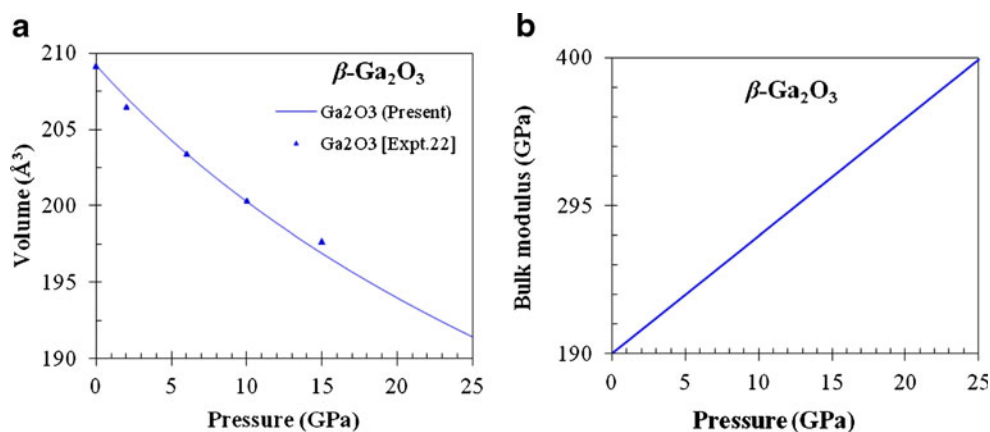 a
210
205
200
195
190
Volume (Å³)
β-Ga₂O₃
Ga2O3 (Present)
Ga2O3 [Expt.22]
0 5 10 15 20 25
Pressure (GPa)
b
400
295
190
Bulk modulus (GPa)
β-Ga₂O₃
0 5 10 15 20 25
Pressure (GPa)